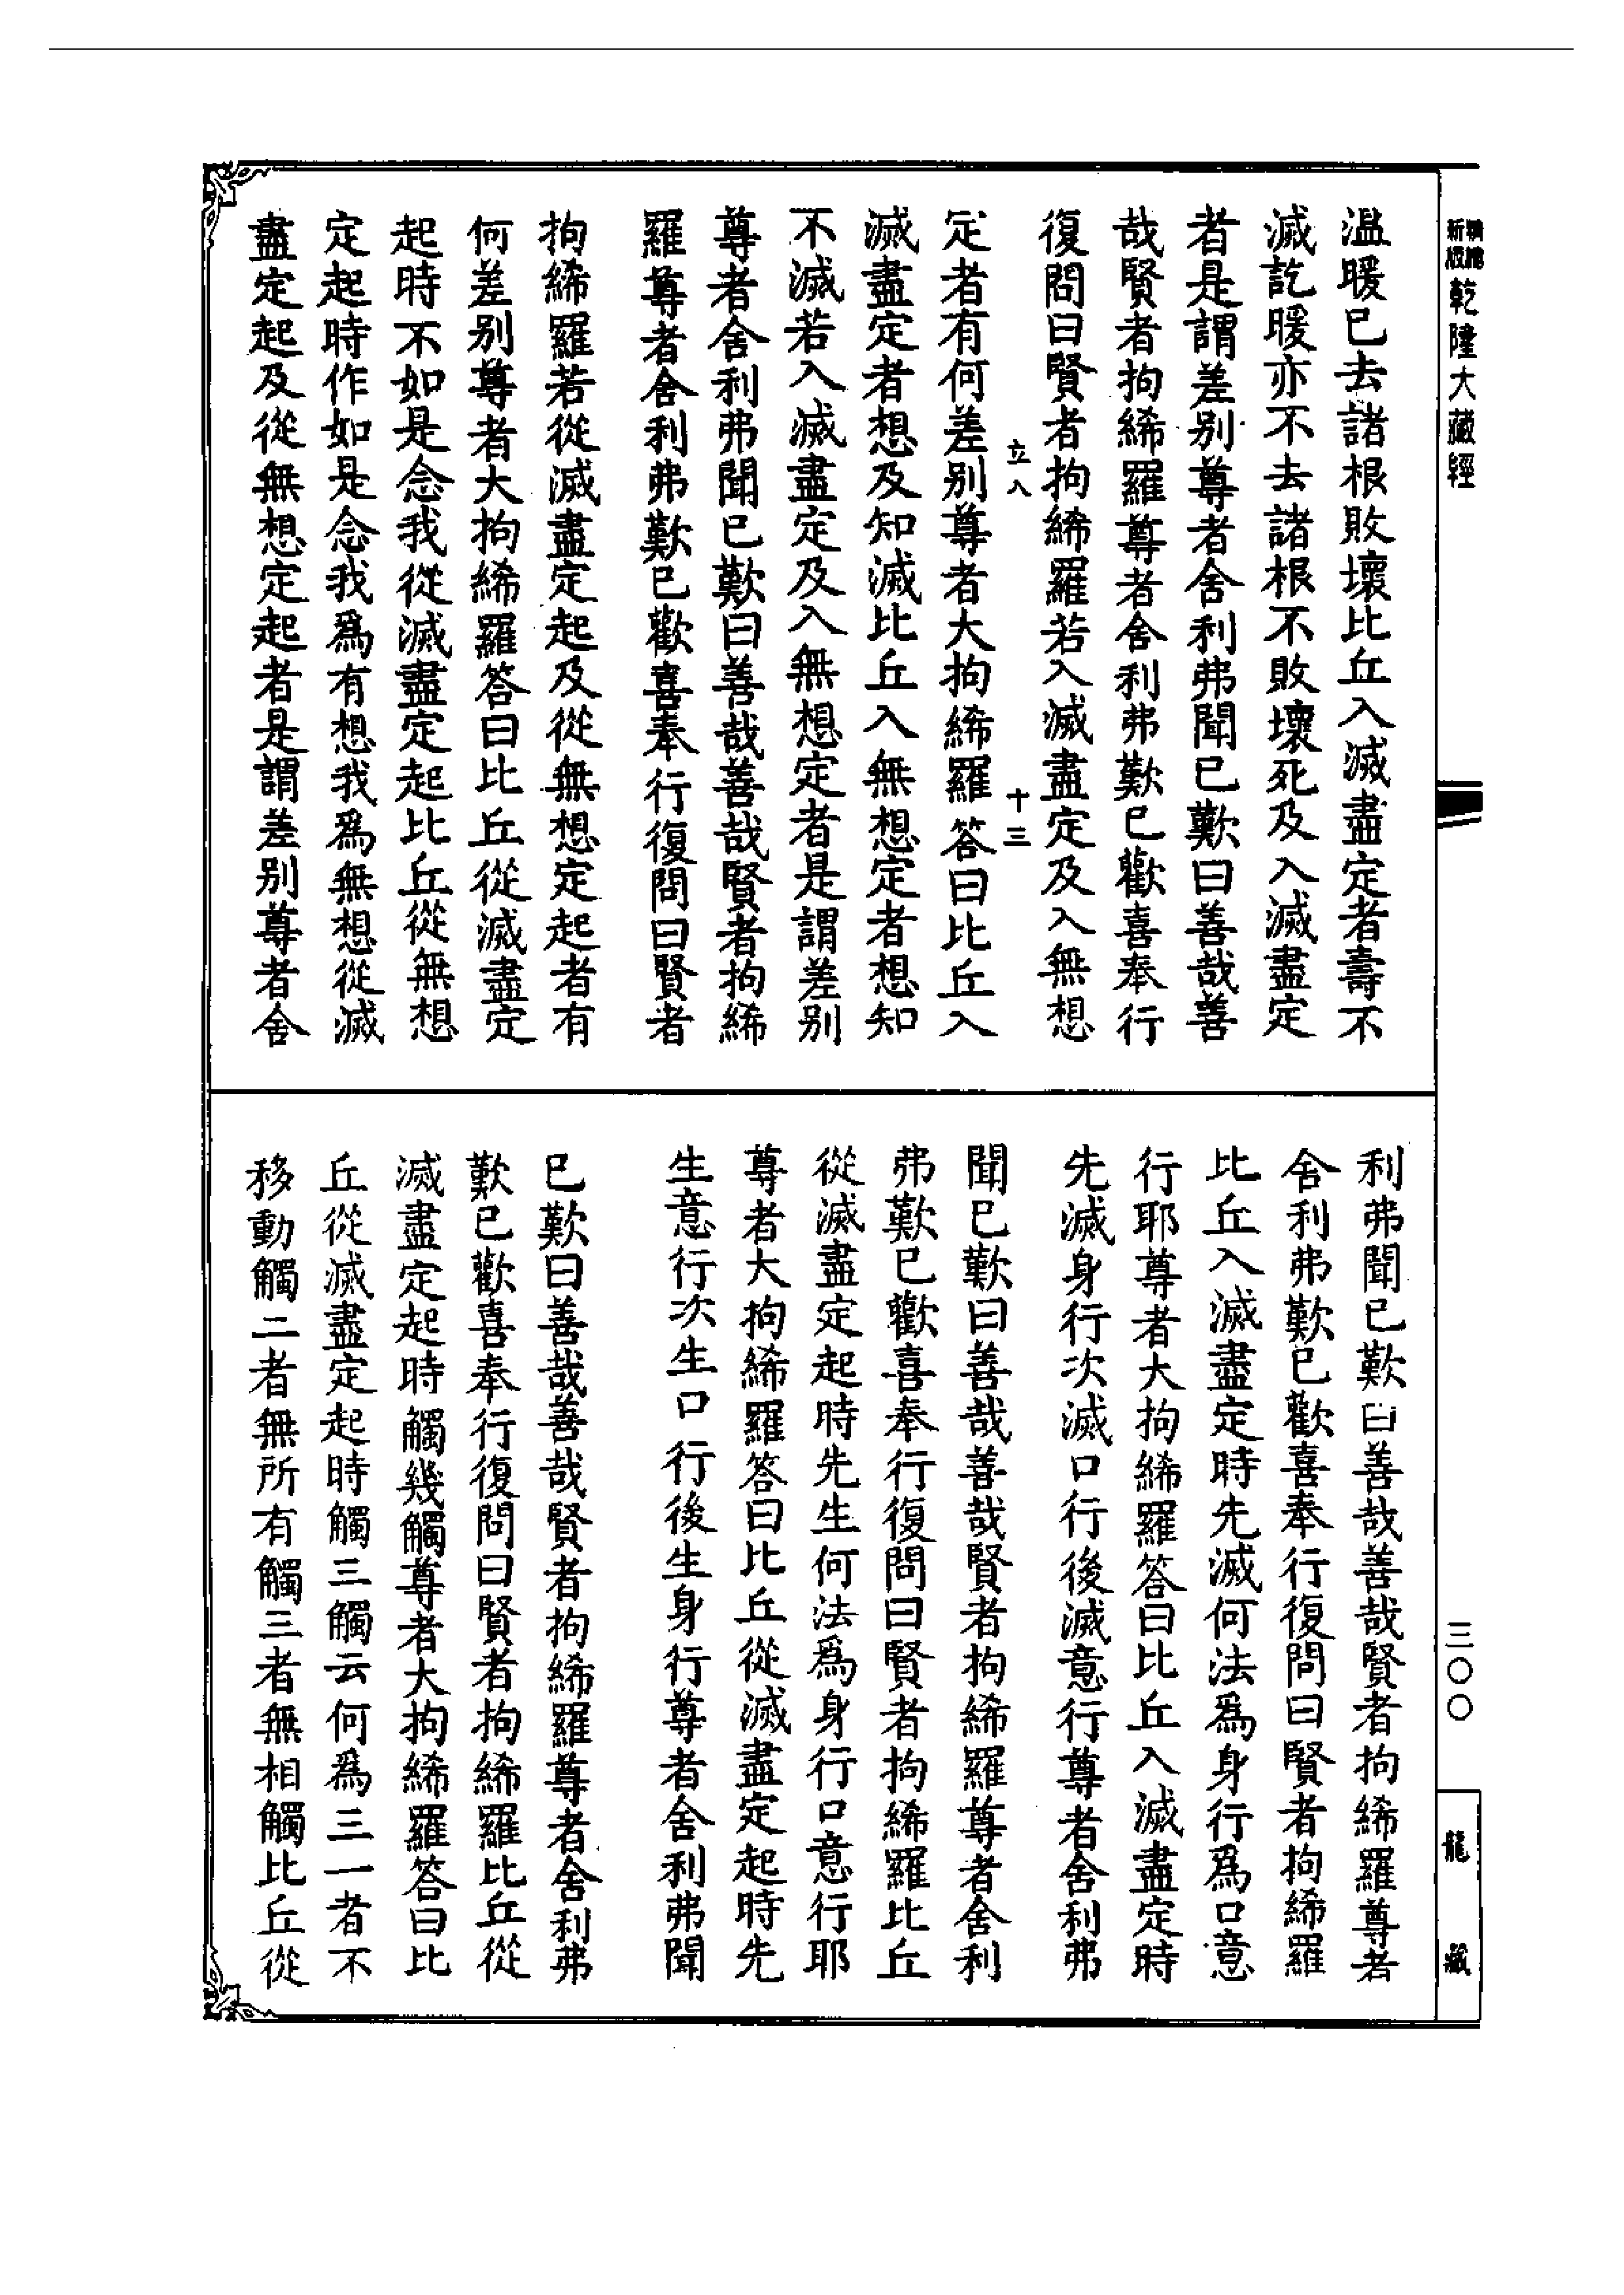 新版
乾隆大藏經
溫暖已去諸根敗壞比丘入滅盡定者壽不
滅訖暖亦不去諸根不敗壞死及入滅盡定
者是謂差别尊者舍利弗聞已歎曰善哉善
哉賢者拘絺羅尊者舍利弗歎已歡喜奉行
復問曰賢者拘絺羅若入滅盡定及入無想
立八
十三
定者有何差别尊者大拘絺羅答曰比丘入
滅盡定者想及知滅比丘入無想定者想知
不滅若入滅盡定及入無想定者是謂差别
尊者舍利弗聞已歎曰善哉善哉賢者拘絺
羅尊者舍利弗歎已歡喜奉行復問曰賢者
拘絺羅若從滅盡定起及從無想定起者有
何差别尊者大拘絺羅答曰比丘從滅盡定
起時不如是念我從滅盡定起比丘從無想
定起時作如是念我爲有想我爲無想從滅
盡定起及從無想定起者是謂差别尊者舍
利弗聞已歎曰善哉善哉賢者拘絺羅尊者
舍利弗歎已歡喜奉行復問曰賢者拘絺羅
比丘入滅盡定時先滅何法爲身行爲口意
行耶尊者大拘絺羅答曰比丘入滅盡定時
先滅身行次滅口行後滅意行尊者舍利弗
聞已歎曰善哉善哉賢者拘絺羅尊者舍利
弗歎已歡喜奉行復問曰賢者拘絺羅比丘
從滅盡定起時先生何法爲身行口意行耶
尊者大拘絺羅答曰比丘從滅盡定起時先
生意行次生口行後生身行尊者舍利弗聞
已歎曰善哉善哉賢者拘絺羅尊者舍利弗
歎已歡喜奉行復問曰賢者拘絺羅比丘從
滅盡定起時觸幾觸尊者大拘絺羅答曰比
丘從滅盡定起時觸三觸云何爲三一者不
移動觸二者無所有觸三者無相觸比丘從
三〇〇
龍藏